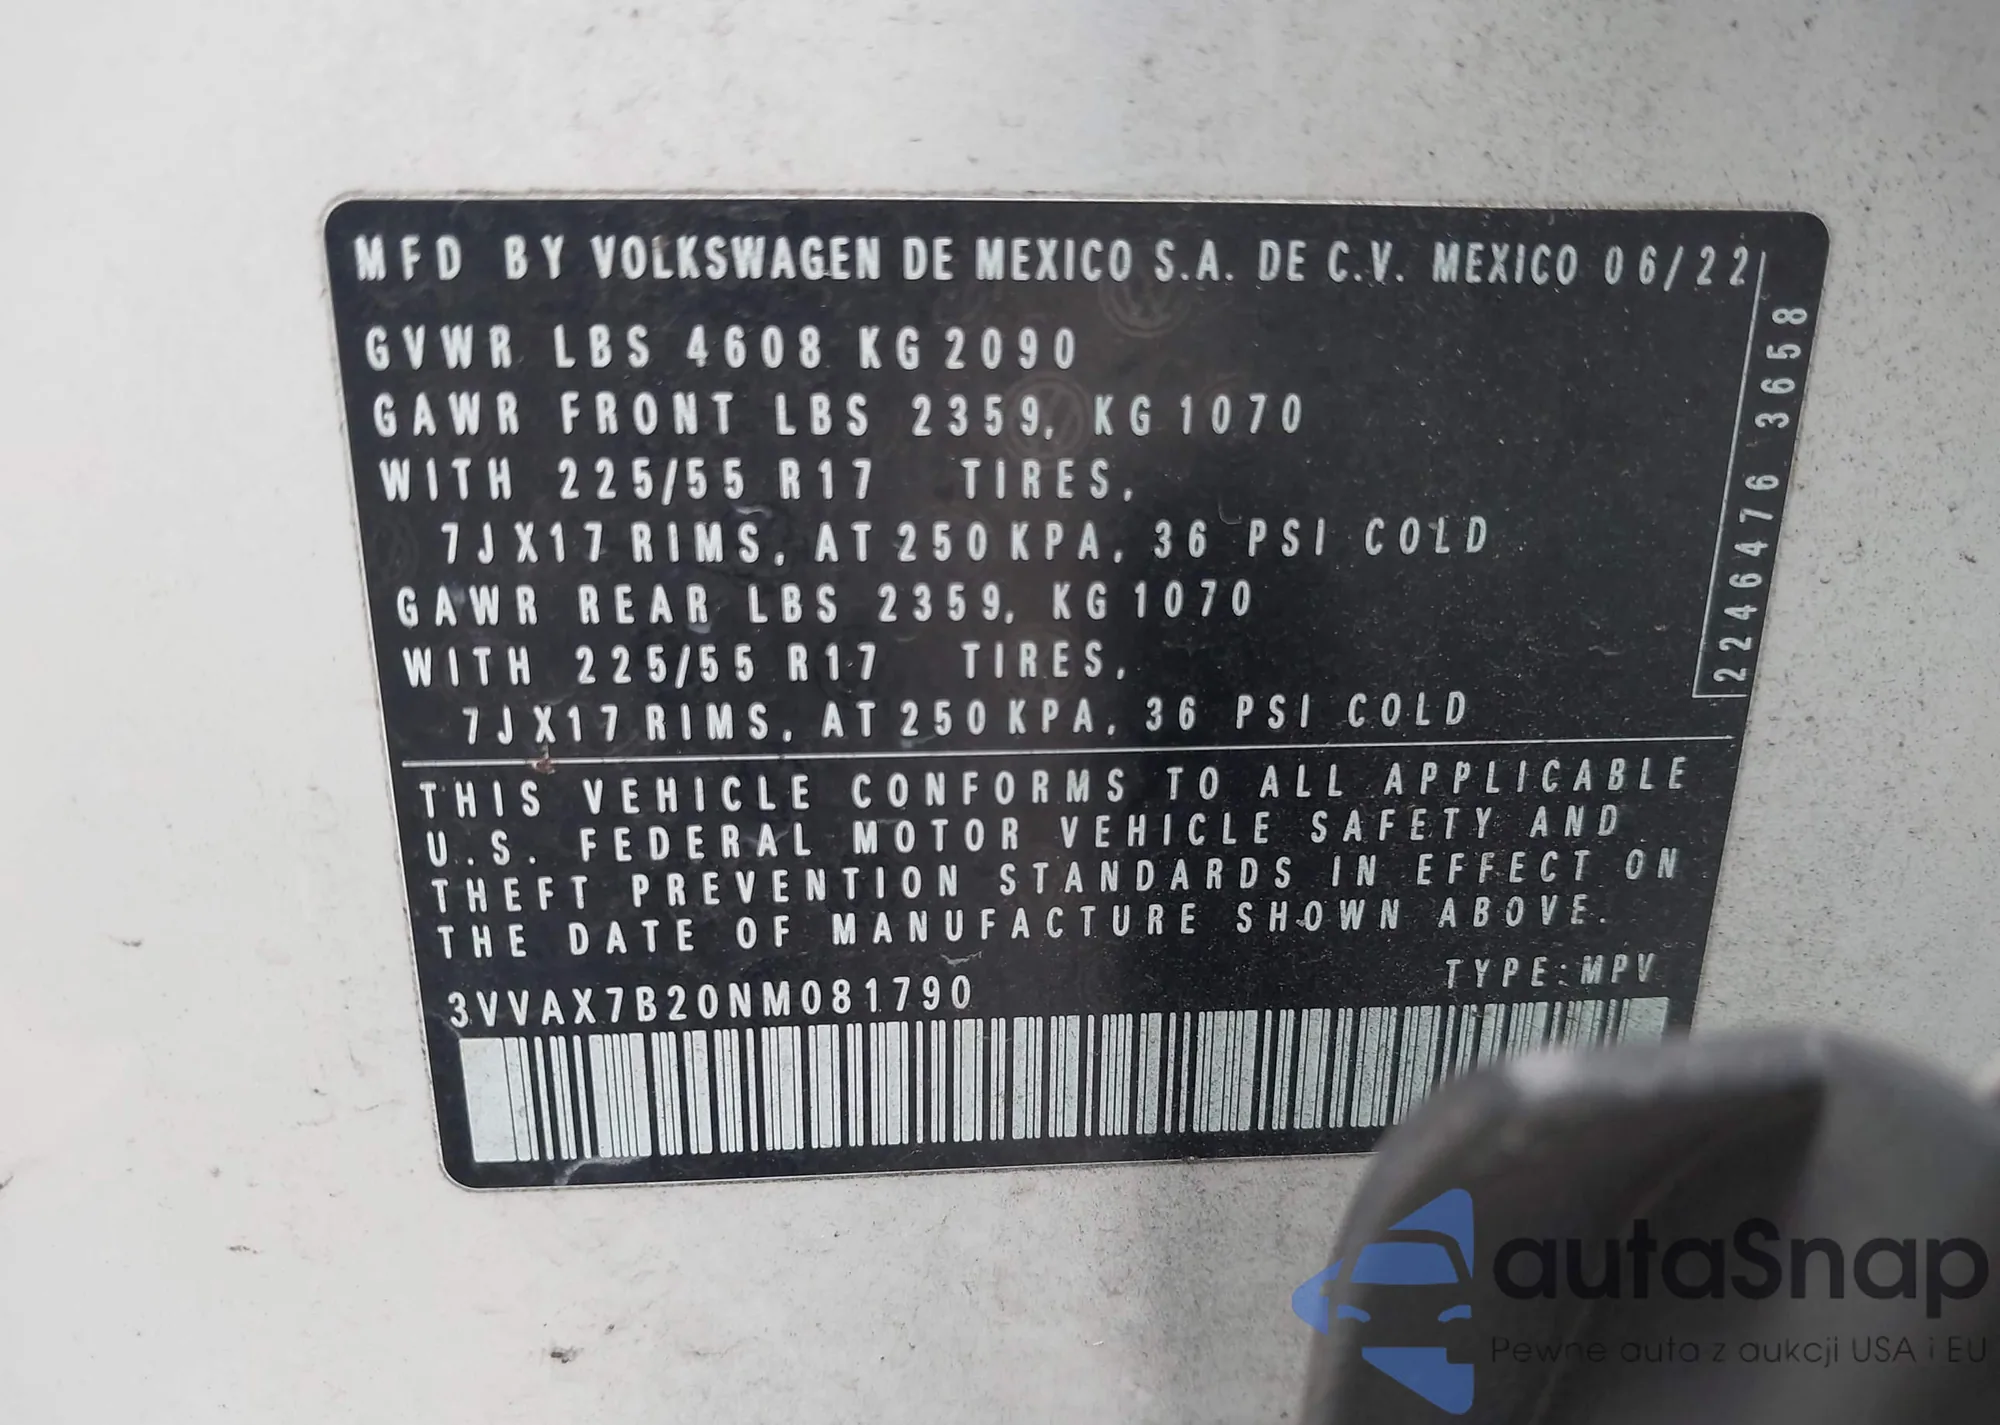 MFD BY VOLKSWAGEN DE MEXICO S.A. DE C.V. MEXICO 06/22
GVWR LBS 4608 KG 2090
GAWR FRONT LBS 2359, KG 1070
WITH 225/55 R17 TIRES,
7JX17 RIMS, AT 250 KPA, 36 PSI COLD
GAWR REAR LBS 2359, KG 1070
WITH 225/55 R17 TIRES,
7JX17 RIMS, AT 250 KPA, 36 PSI COLD
2246476 3658
THIS VEHICLE CONFORMS TO ALL APPLICABLE
U.S. FEDERAL MOTOR VEHICLE SAFETY AND
THEFT PREVENTION STANDARDS IN EFFECT ON
THE DATE OF MANUFACTURE SHOWN ABOVE.
TYPE:MPV
3VVAX7B20NM081790
autaSnap
Pewne auta z aukcji USA i EU